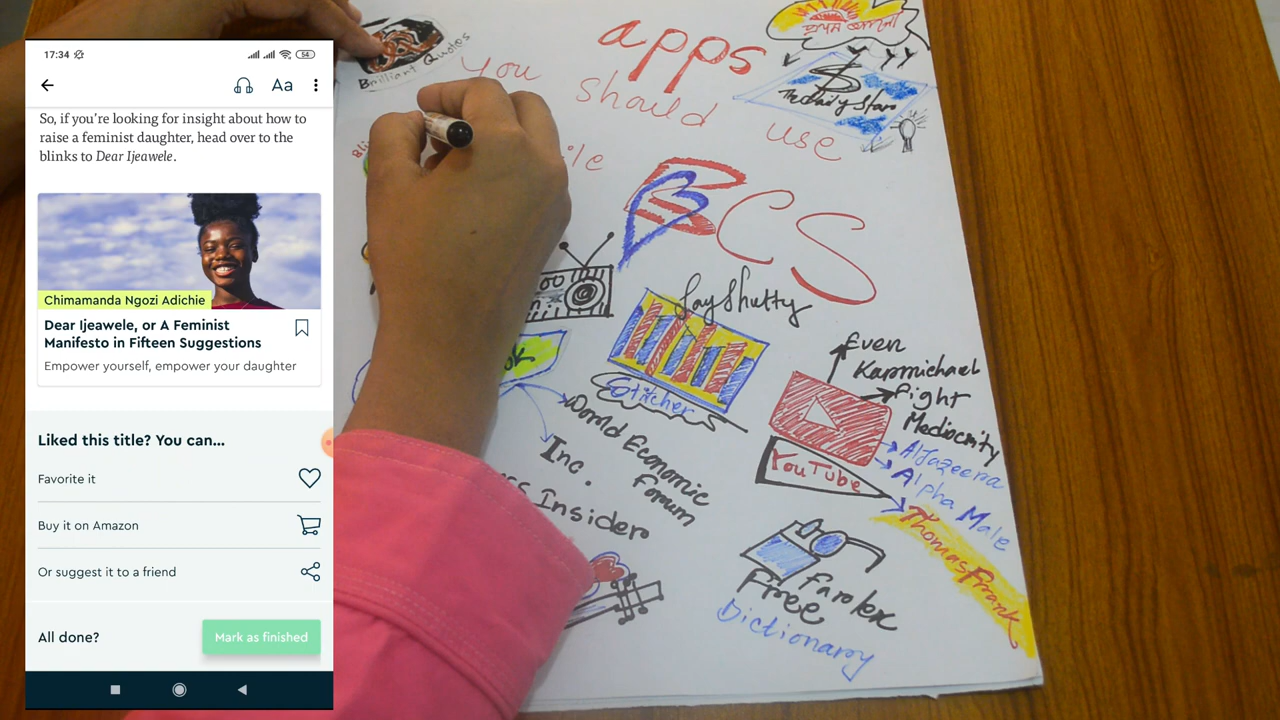 17:34
54
Aa
So, if you're looking for insight about how to
raise a feminist daughter, head over to the
blinks to Dear Ijeawele.
Chimamanda Ngozi Adichie
Dear Ijeawele, or A Feminist
Manifesto in Fifteen Suggestions
Empower yourself, empower your daughter
Liked this title? You can...
Favorite it
Buy it on Amazon
Or suggest it to a friend
All done?
Mark as finished
Brilliant Quotes
apps
you should use
BCS
প্রথম আলো
The Daily Star
Jay Shetty
Stitcher
World Economic
Forum
Inc.
Insider
Even
Kapmichael
Fight
Mediocrity
YouTube
AlJazeera
Alpha Male
Thomas Frank
Farlex
Free
Dictionary